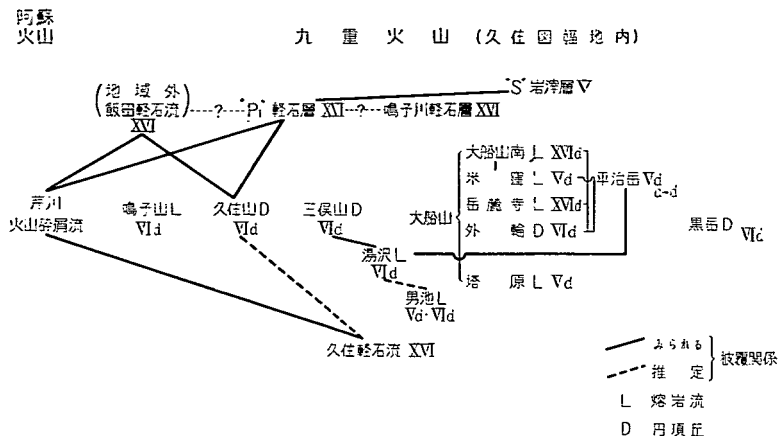 阿蘇
火山
九重火山 (久住図幅地内)
"S"岩滓層 V
(地域外
飯田軽石流)----?----"Pi"軽石層 XVI--?--鳴子川軽石層 XVI
XVI
大船山南 L XVId
米窪 L Vd
平治岳 Vd
c-d
岳麓寺 L XVId
外輪 D VId
塔原 L Vd
大船山
黒岳 D VId
芹川
火山砕屑流
鳴子山 L
VId
久住山 D
VId
三俣山 D
VId
湯沢 L
VId
男池 L
Vd・VId
久住軽石流 XVI
みられる
推定
被覆関係
L 熔岩流
D 円頂丘